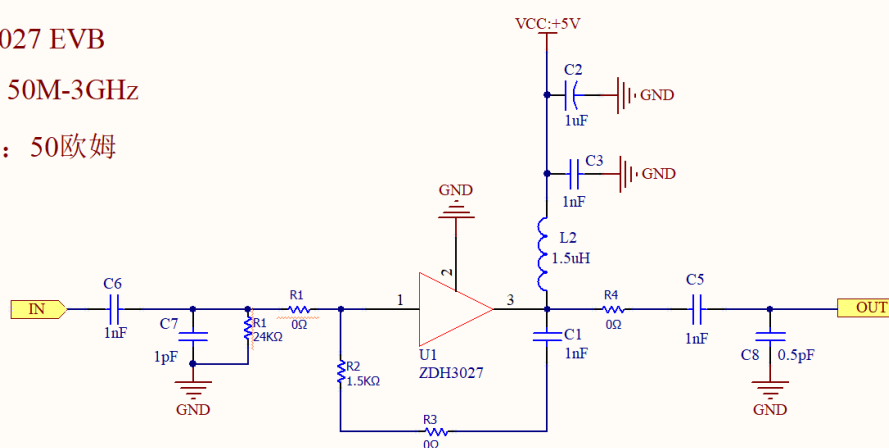 027 EVB
50M-3GHz
：50欧姆
VCC:+5V
C2
GND
1uF
C3
GND
1nF
GND
L2
1.5uH
2
IN
C6
1nF
C7
1pF
R1
24KΩ
R1
0Ω
1
3
U1
ZDH3027
R4
0Ω
C5
1nF
OUT
C1
1nF
C8
0.5pF
R2
1.5KΩ
GND
GND
R3
0Ω